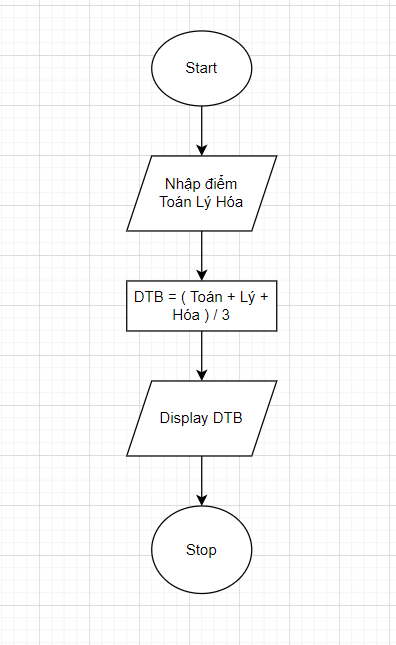 Start
Nhập điểm
Toán Lý Hóa
DTB = ( Toán + Lý +
Hóa ) / 3
Display DTB
Stop